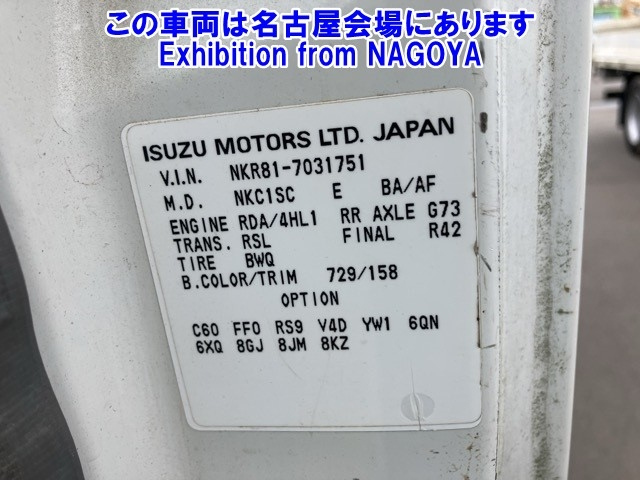 この車両は名古屋会場にあります
Exhibition from NAGOYA
ISUZU MOTORS LTD. JAPAN
V.I.N. NKR81-7031751
M.D. NKC1SC E BA/AF
ENGINE RDA/4HL1 RR AXLE G73
TRANS. RSL FINAL R42
TIRE BWQ
B.COLOR/TRIM 729/158
OPTION
C60 FF0 RS9 V4D YW1 6QN
6XQ 8GJ 8JM 8KZ